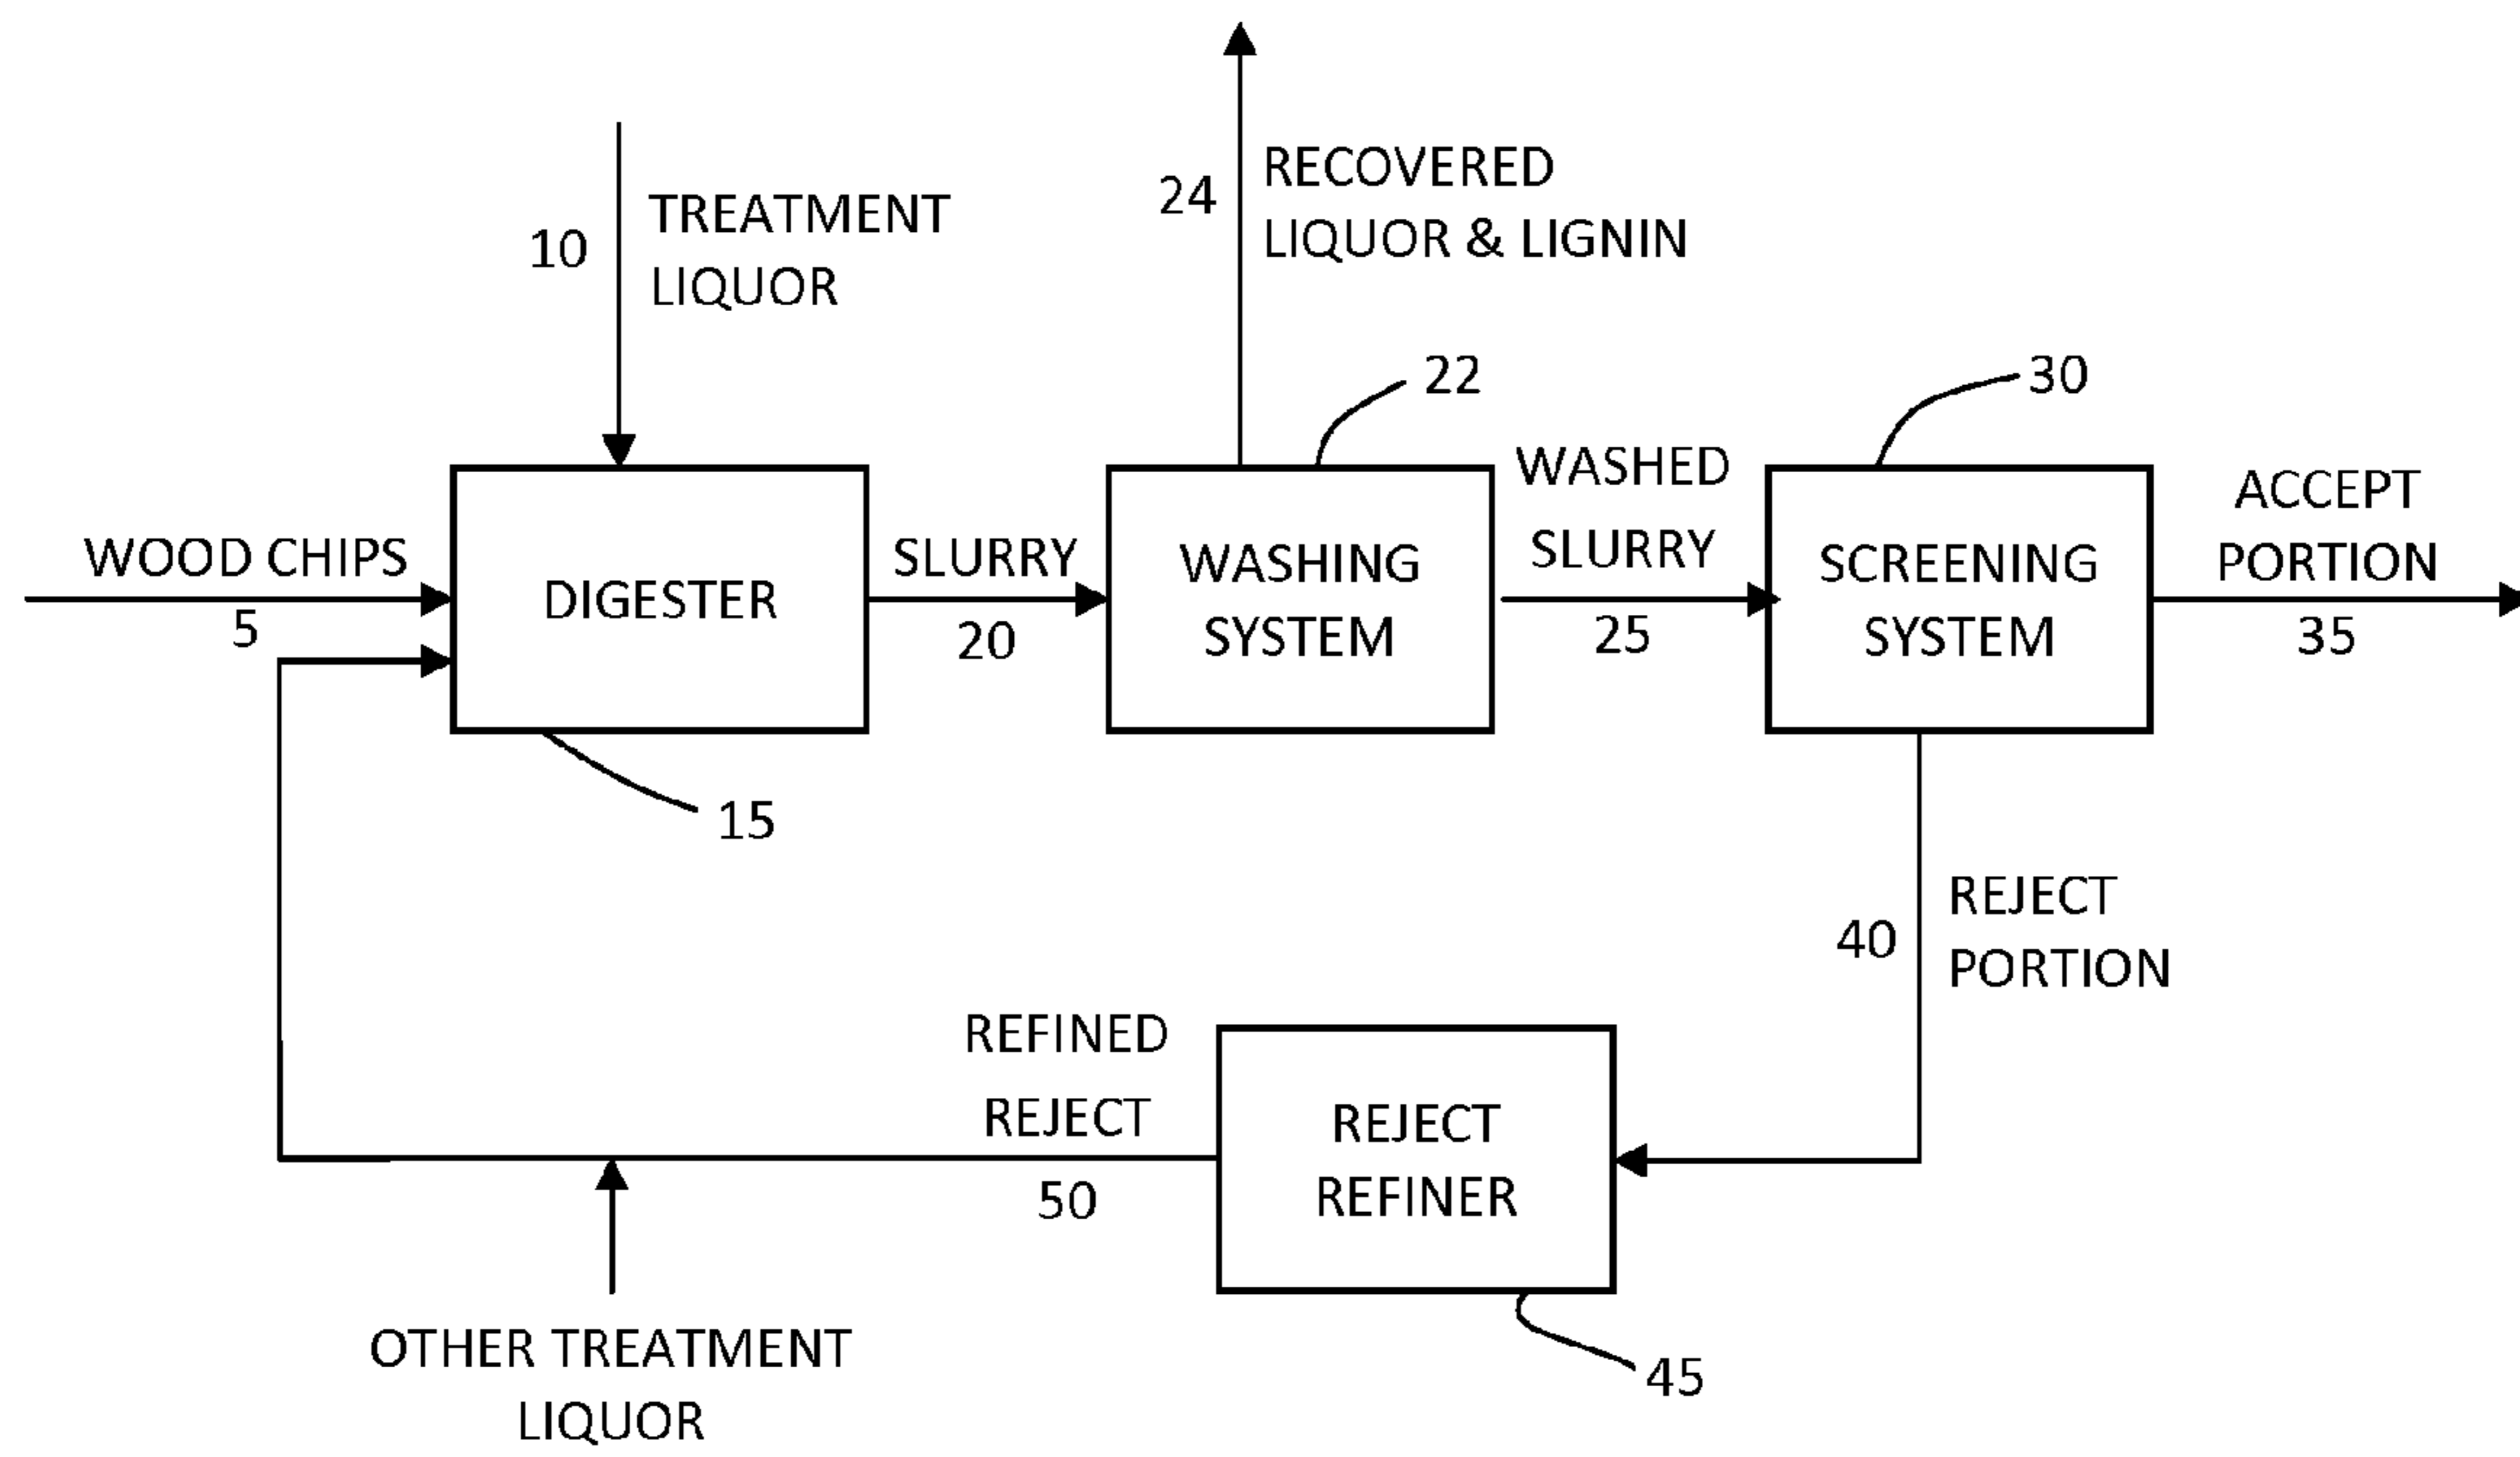 24
RECOVERED
LIQUOR & LIGNIN
10
TREATMENT
LIQUOR
22
30
WOOD CHIPS
5
DIGESTER
15
SLURRY
20
WASHING
SYSTEM
WASHED
SLURRY
25
SCREENING
SYSTEM
ACCEPT
PORTION
35
40
REJECT
PORTION
REFINED
REJECT
50
REJECT
REFINER
45
OTHER TREATMENT
LIQUOR